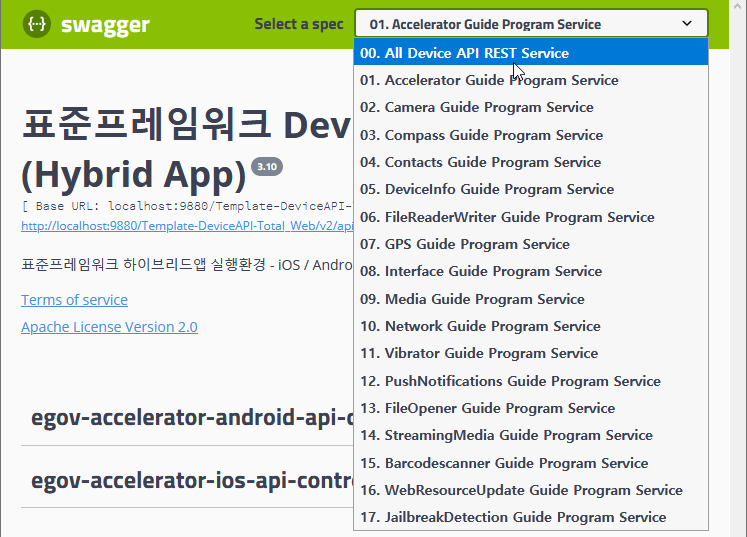 swagger
Select a spec
01. Accelerator Guide Program Service
00. All Device API REST Service
01. Accelerator Guide Program Service
02. Camera Guide Program Service
03. Compass Guide Program Service
04. Contacts Guide Program Service
05. DeviceInfo Guide Program Service
06. FileReaderWriter Guide Program Service
07. GPS Guide Program Service
08. Interface Guide Program Service
09. Media Guide Program Service
10. Network Guide Program Service
11. Vibrator Guide Program Service
12. PushNotifications Guide Program Service
13. FileOpener Guide Program Service
14. StreamingMedia Guide Program Service
15. Barcodescanner Guide Program Service
16. WebResourceUpdate Guide Program Service
17. JailbreakDetection Guide Program Service
표준프레임워크 Dev
(Hybrid App) 3.10
[ Base URL: localhost:9880/Template-DeviceAPI-
http://localhost:9880/Template-DeviceAPI-Total_Web/v2/api
표준프레임워크 하이브리드앱 실행환경 - iOS / Andro
Terms of service
Apache License Version 2.0
egov-accelerator-android-api-c
egov-accelerator-ios-api-contr